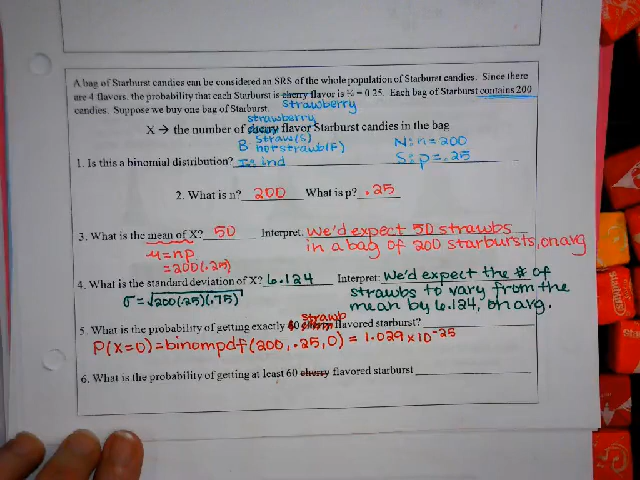 A bag of Starburst candies can be considered an SRS of the whole population of Starburst candies. Since there
are 4 flavors, the probability that each Starburst is cherry flavor is ¼ = 0.25. Each bag of Starburst contains 200
candies. Suppose we buy one bag of Starburst. strawberry
strawberry
X → the number of cherry flavor Starburst candies in the bag
B straw(S) N: n=200
not straw(F) S: p=.25
1. Is this a binomial distribution? I: ind
2. What is n? 200 What is p? .25
3. What is the mean of X? 50 Interpret: we'd expect 50 strawbs
μ=np in a bag of 200 starbursts, on avg
=200(.25)
4. What is the standard deviation of X? 6.124 Interpret: we'd expect the # of
σ=√200(.25)(.75) strawbs to vary from the
mean by 6.124, on avg.
strawb
5. What is the probability of getting exactly 0 cherry flavored starburst?
P(X=0)=binompdf(200,.25,0) = 1.029×10⁻²⁵
6. What is the probability of getting at least 60 cherry flavored starburst